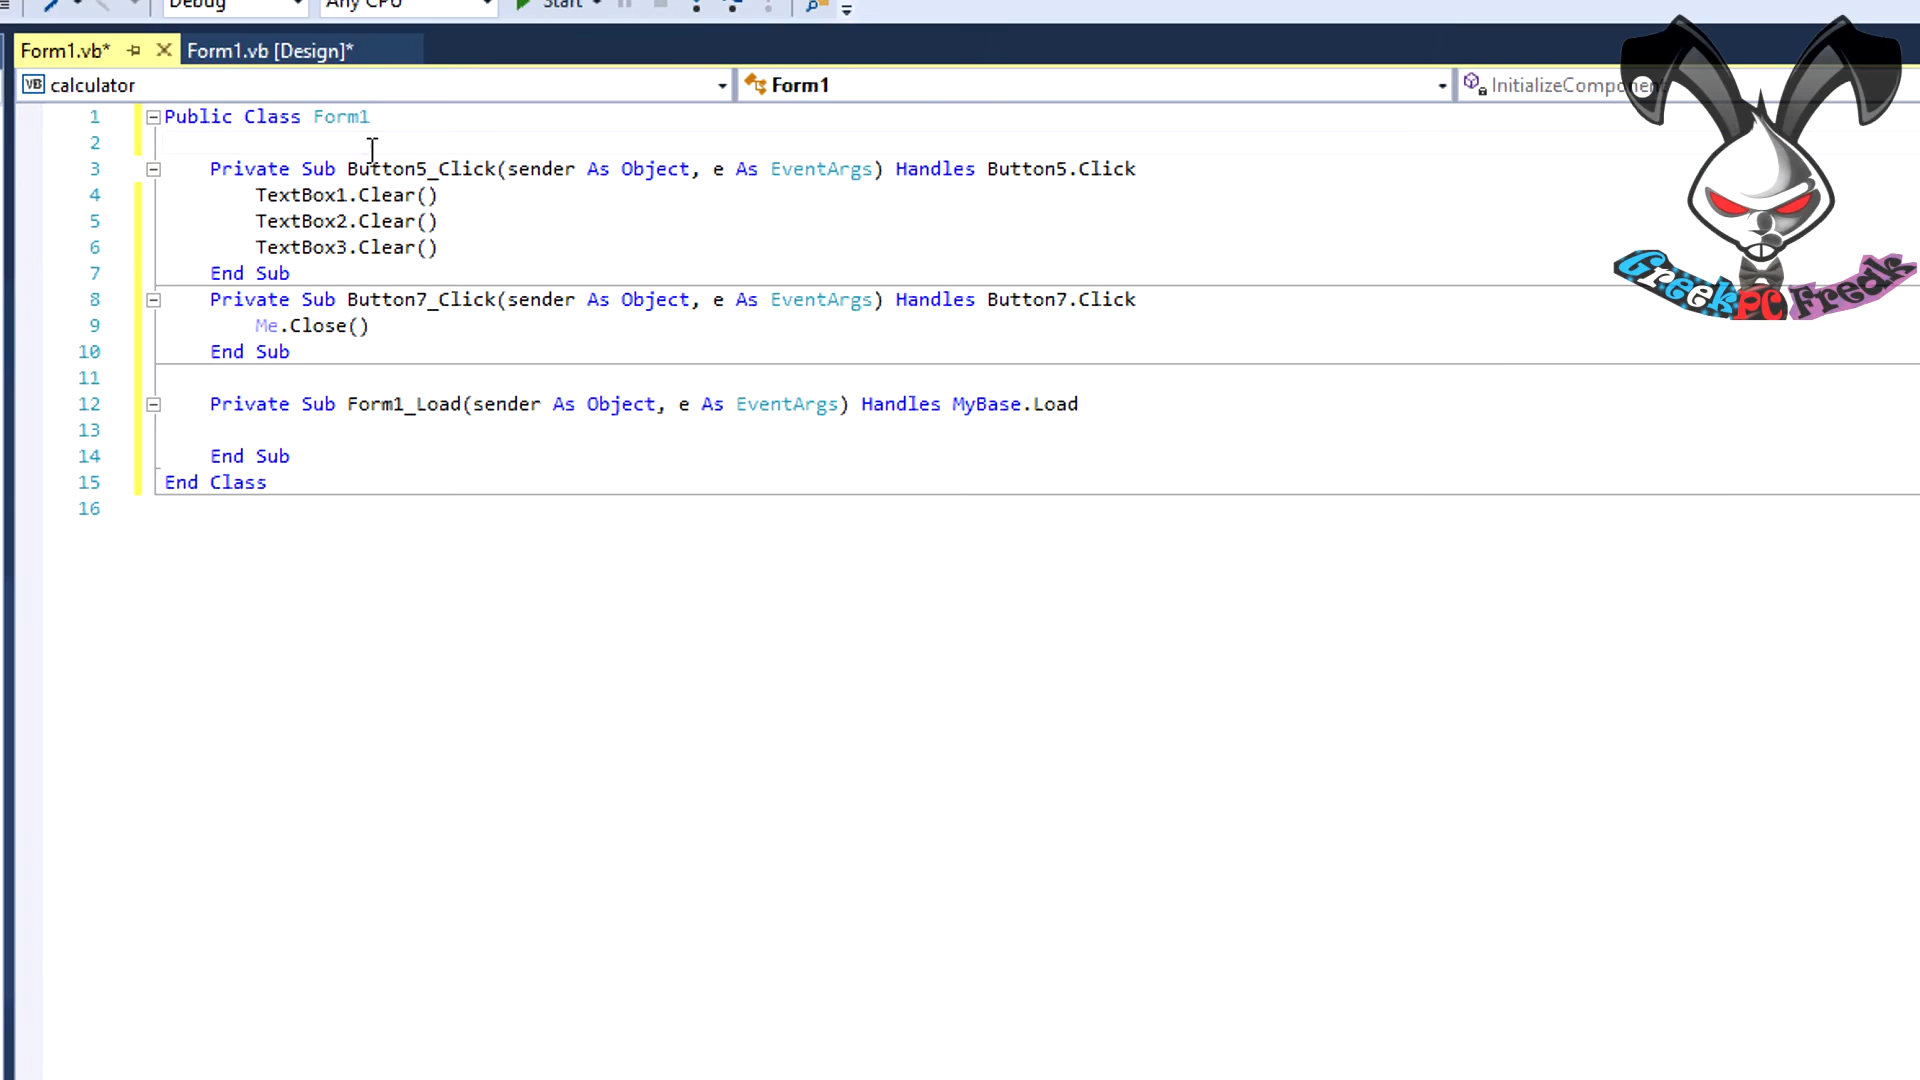 Debug Any CPU Start
Form1.vb* Form1.vb [Design]*
VB calculator Form1 InitializeComponent
1 Public Class Form1
2
3 Private Sub Button5_Click(sender As Object, e As EventArgs) Handles Button5.Click
4 TextBox1.Clear()
5 TextBox2.Clear()
6 TextBox3.Clear()
7 End Sub
8 Private Sub Button7_Click(sender As Object, e As EventArgs) Handles Button7.Click
9 Me.Close()
10 End Sub
11
12 Private Sub Form1_Load(sender As Object, e As EventArgs) Handles MyBase.Load
13
14 End Sub
15 End Class
16
Greek PC Freak